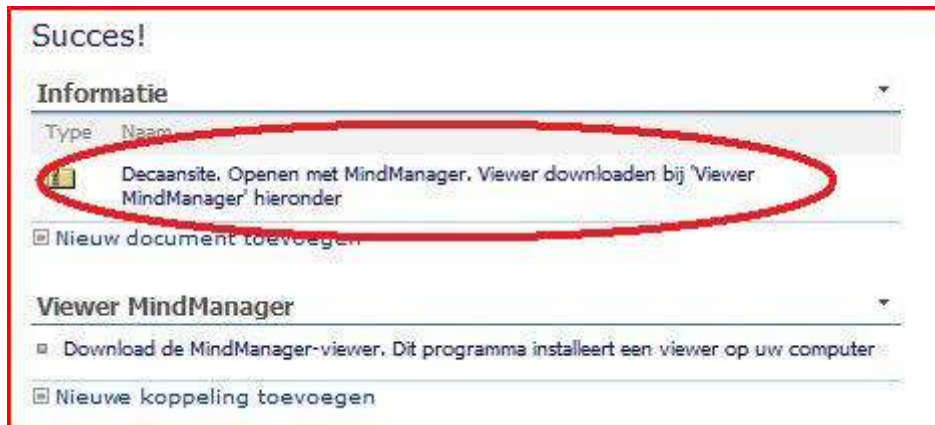 Succes!
Informatie
Type Naam
Decaansite. Openen met MindManager. Viewer downloaden bij 'Viewer
MindManager' hieronder
Nieuw document toevoegen
Viewer MindManager
Download de MindManager-viewer. Dit programma installeert een viewer op uw computer
Nieuwe koppeling toevoegen